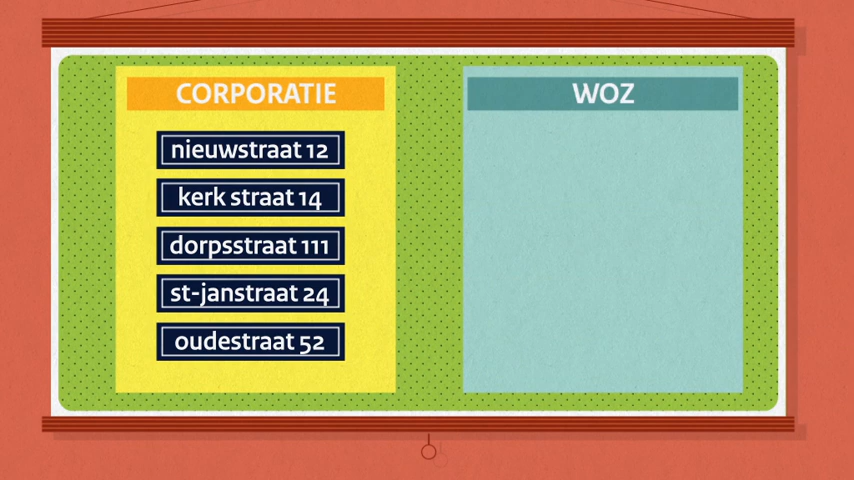 CORPORATIE
nieuwstraat 12
kerk straat 14
dorpsstraat 111
st-janstraat 24
oudestraat 52
WOZ